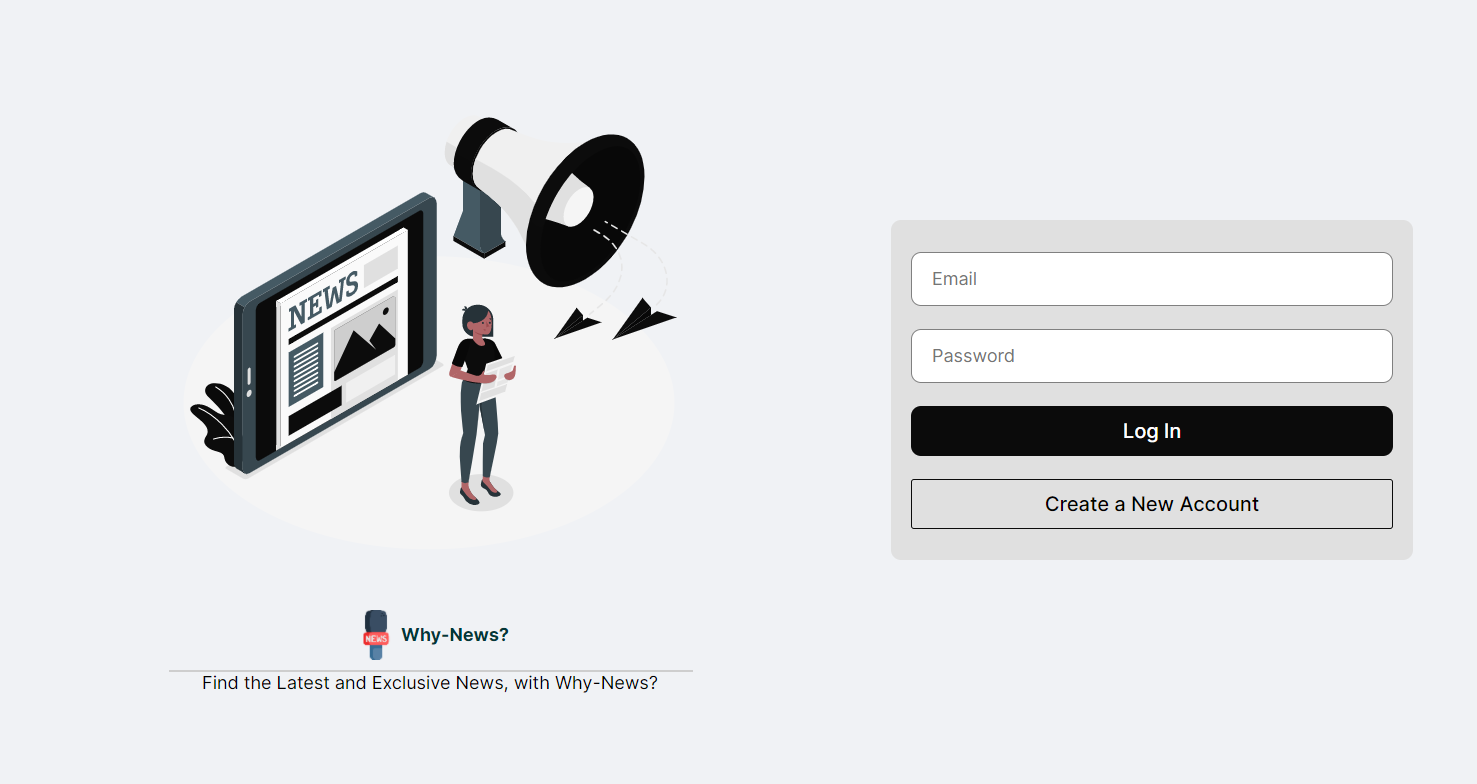 NEWS
NEWS
Why-News?
Find the Latest and Exclusive News, with Why-News?
Email
Password
Log In
Create a New Account